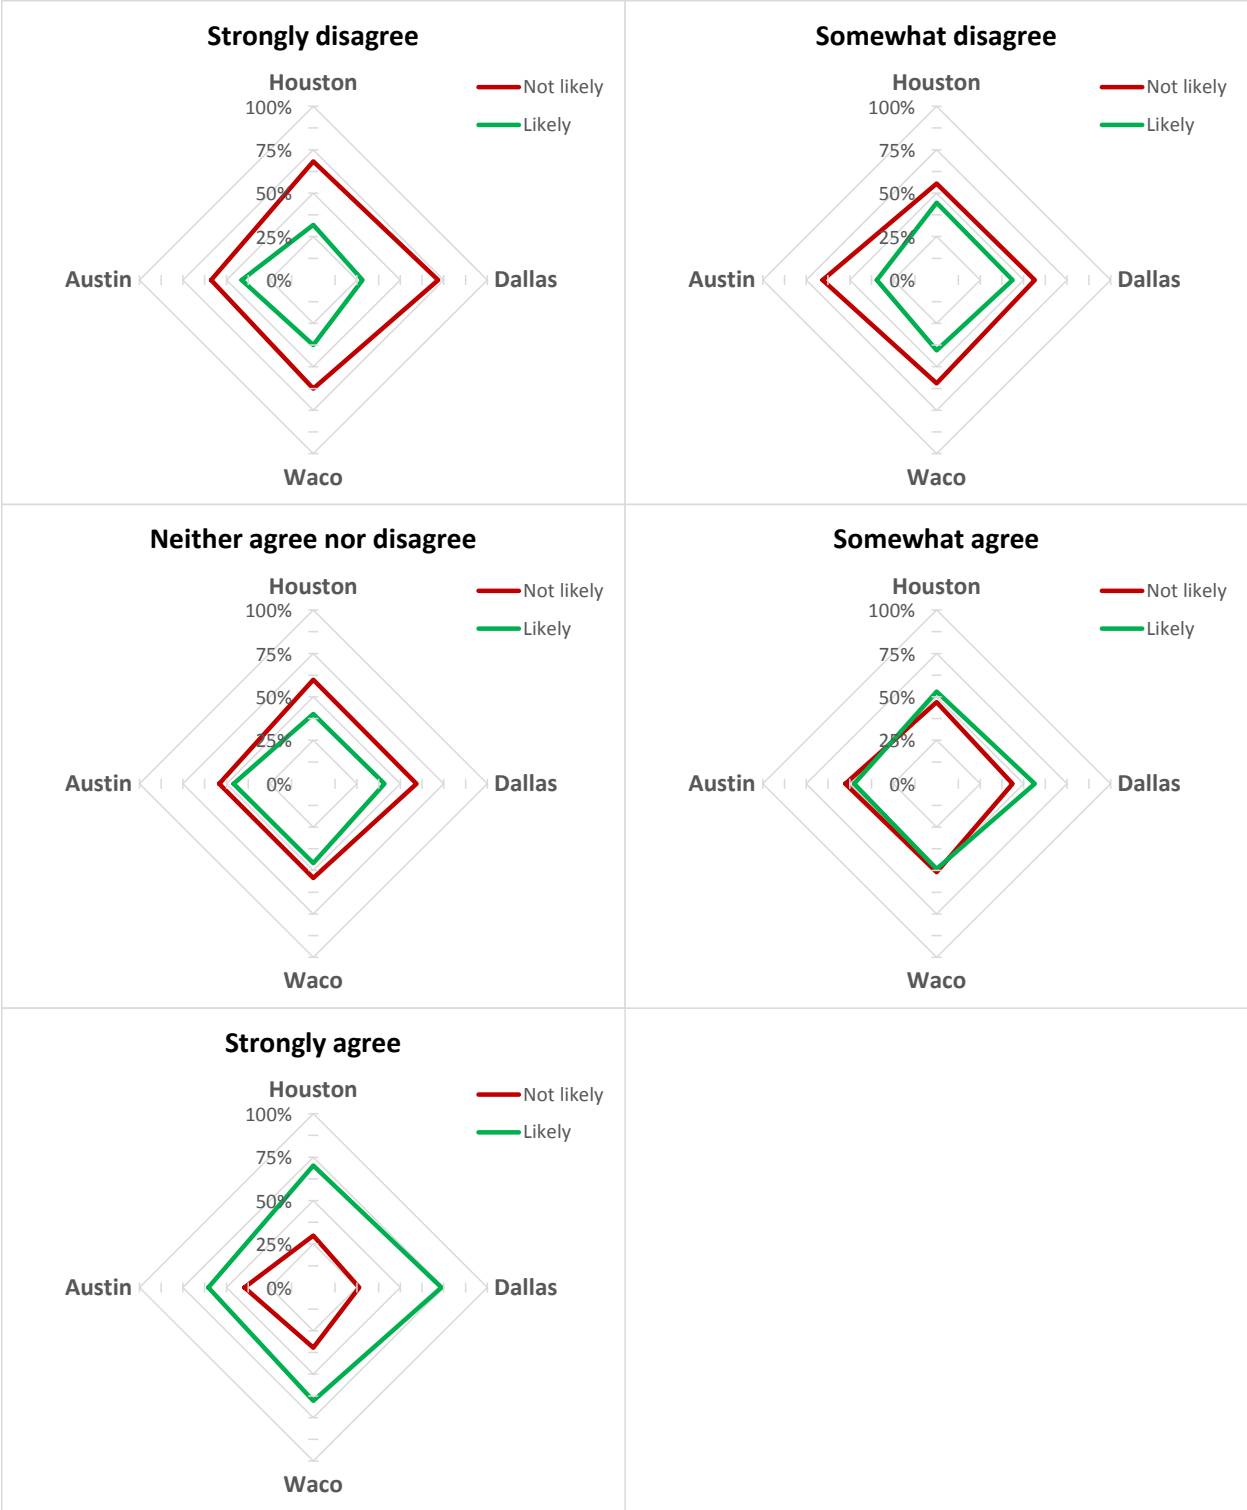 Strongly disagree
Houston
Not likely
Likely
100%
75%
50%
25%
0%
Austin
Dallas
Waco
Somewhat disagree
Houston
Not likely
Likely
100%
75%
50%
25%
0%
Austin
Dallas
Waco
Neither agree nor disagree
Houston
Not likely
Likely
100%
75%
50%
25%
0%
Austin
Dallas
Waco
Somewhat agree
Houston
Not likely
Likely
100%
75%
50%
25%
0%
Austin
Dallas
Waco
Strongly agree
Houston
Not likely
Likely
100%
75%
50%
25%
0%
Austin
Dallas
Waco